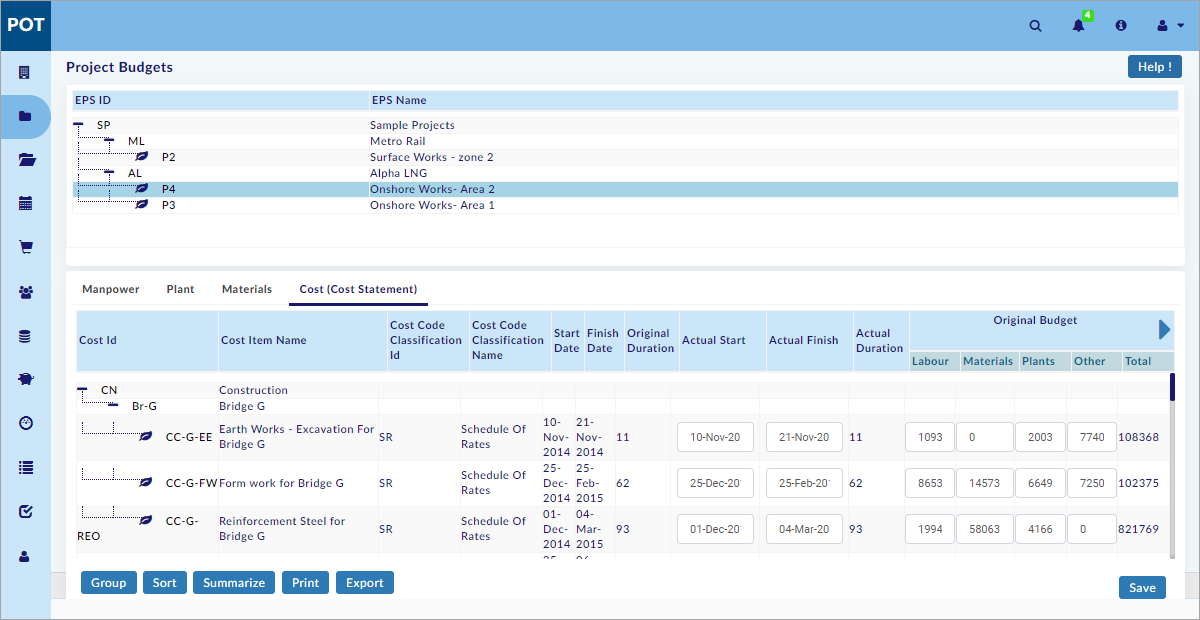 POT
4
Project Budgets
Help !
EPS ID EPS Name
SP Sample Projects
ML Metro Rail
P2 Surface Works - zone 2
AL Alpha LNG
P4 Onshore Works- Area 2
P3 Onshore Works- Area 1
Manpower Plant Materials Cost (Cost Statement)
Cost Id Cost Item Name Cost Code Classification Id Cost Code Classification Name Start Date Finish Date Original Duration Actual Start Actual Finish Actual Duration Original Budget
Labour Materials Plants Other Total
CN Construction
Br-G Bridge G
CC-G-EE Earth Works - Excavation For Bridge G SR Schedule Of Rates 10-Nov-2014 21-Nov-2014 11 10-Nov-20 21-Nov-20 11 1093 0 2003 7740 108368
CC-G-FW Form work for Bridge G SR Schedule Of Rates 25-Dec-2014 25-Feb-2015 62 25-Dec-20 25-Feb-20 62 8653 14573 6649 7250 102375
CC-G-REO Reinforcement Steel for Bridge G SR Schedule Of Rates 01-Dec-2014 04-Mar-2015 93 01-Dec-20 04-Mar-20 93 1994 58063 4166 0 821769
Group Sort Summarize Print Export Save